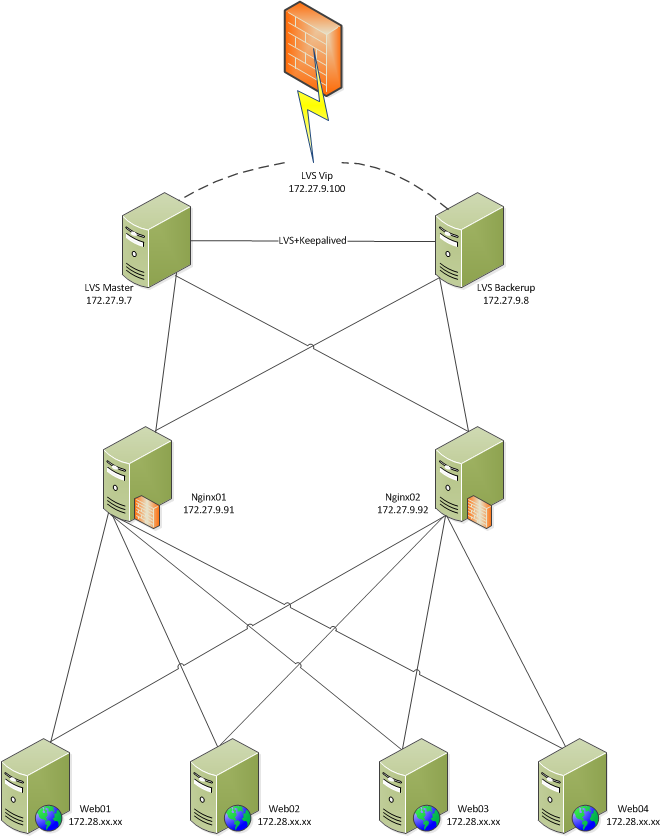 LVS Vip
172.27.9.100
LVS+Keepalived
LVS Master
172.27.9.7
LVS Backerup
172.27.9.8
Nginx01
172.27.9.91
Nginx02
172.27.9.92
Web01
172.28.xx.xx
Web02
172.28.xx.xx
Web03
172.28.xx.xx
Web04
172.28.xx.xx